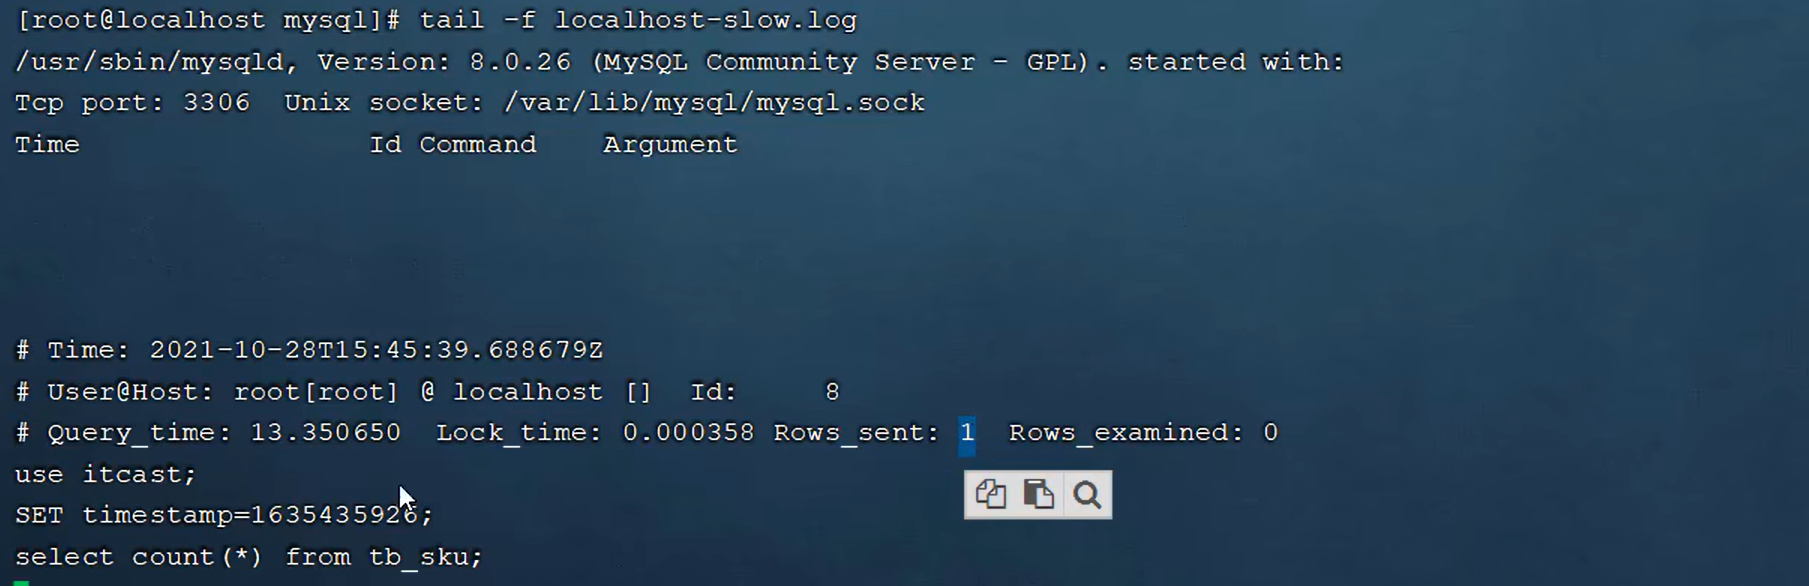 [root@localhost mysql]# tail -f localhost-slow.log
/usr/sbin/mysqld, Version: 8.0.26 (MySQL Community Server - GPL). started with:
Tcp port: 3306  Unix socket: /var/lib/mysql/mysql.sock
Time                 Id Command    Argument
# Time: 2021-10-28T15:45:39.688679Z
# User@Host: root[root] @ localhost []  Id:     8
# Query_time: 13.350650  Lock_time: 0.000358 Rows_sent: 1  Rows_examined: 0
use itcast;
SET timestamp=1635435926;
select count(*) from tb_sku;